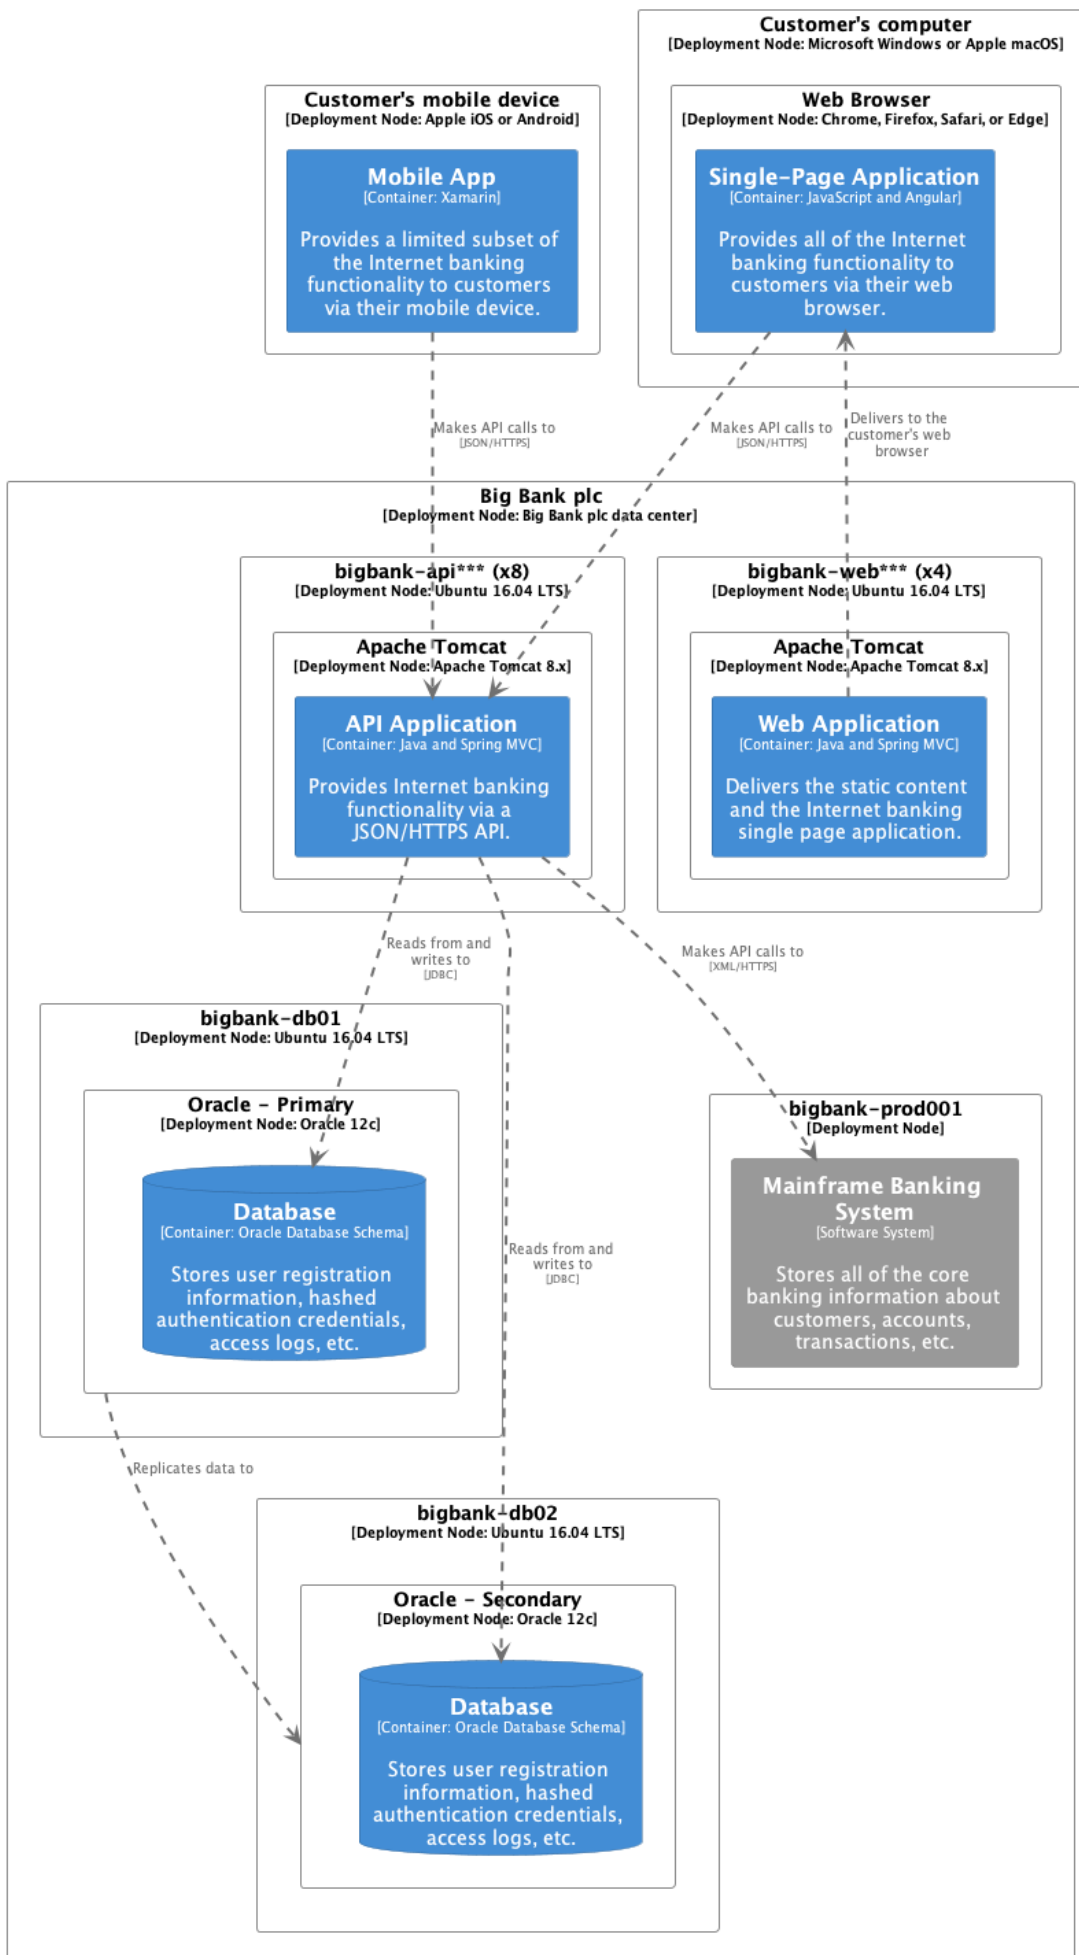 Customer's computer
[Deployment Node: Microsoft Windows or Apple macOS]
Customer's mobile device
[Deployment Node: Apple iOS or Android]
Web Browser
[Deployment Node: Chrome, Firefox, Safari, or Edge]
Mobile App
[Container: Xamarin]
Provides a limited subset of
the Internet banking
functionality to customers
via their mobile device.
Single-Page Application
[Container: JavaScript and Angular]
Provides all of the Internet
banking functionality to
customers via their web
browser.
Makes API calls to
[JSON/HTTPS]
Makes API calls to
[JSON/HTTPS]
Delivers to the
customer's web
browser
Big Bank plc
[Deployment Node: Big Bank plc data center]
bigbank-api*** (x8)
[Deployment Node: Ubuntu 16.04 LTS]
Apache Tomcat
[Deployment Node: Apache Tomcat 8.x]
API Application
[Container: Java and Spring MVC]
Provides Internet banking
functionality via a
JSON/HTTPS API.
bigbank-web*** (x4)
[Deployment Node: Ubuntu 16.04 LTS]
Apache Tomcat
[Deployment Node: Apache Tomcat 8.x]
Web Application
[Container: Java and Spring MVC]
Delivers the static content
and the Internet banking
single page application.
Reads from and
writes to
[JDBC]
Makes API calls to
[XML/HTTPS]
bigbank-db01
[Deployment Node: Ubuntu 16.04 LTS]
Oracle - Primary
[Deployment Node: Oracle 12c]
Database
[Container: Oracle Database Schema]
Stores user registration
information, hashed
authentication credentials,
access logs, etc.
Reads from and
writes to
[JDBC]
bigbank-prod001
[Deployment Node]
Mainframe Banking
System
[Software System]
Stores all of the core
banking information about
customers, accounts,
transactions, etc.
Replicates data to
bigbank-db02
[Deployment Node: Ubuntu 16.04 LTS]
Oracle - Secondary
[Deployment Node: Oracle 12c]
Database
[Container: Oracle Database Schema]
Stores user registration
information, hashed
authentication credentials,
access logs, etc.